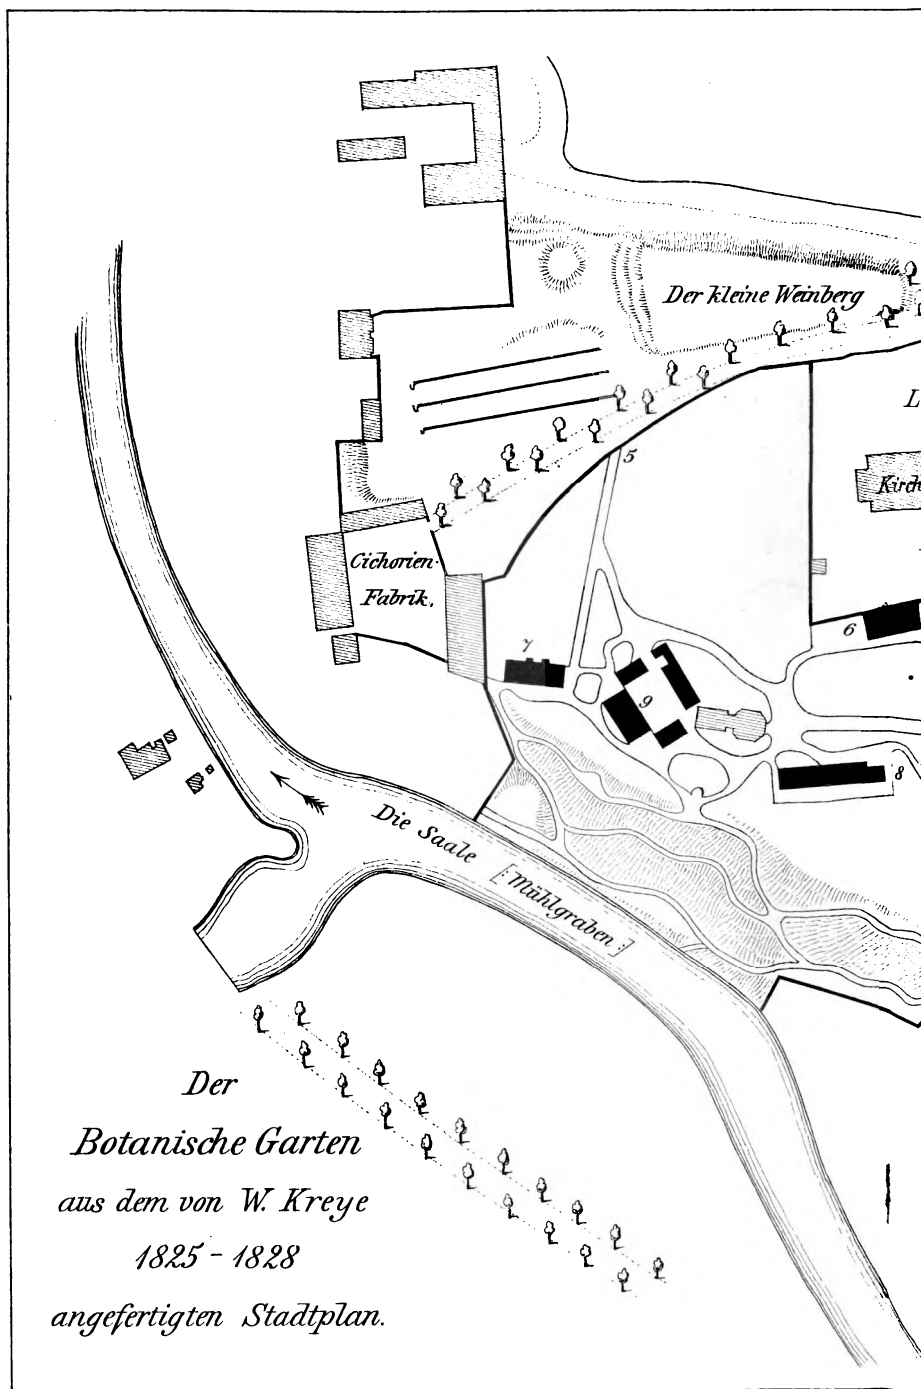 Der kleine Weinberg
L
5
Kirch
Cichorien-
Fabrik.
6
7
9
8
Die Saale
[Mühlgraben]
Der
Botanische Garten
aus dem von W. Kreye
1825 - 1828
angefertigten Stadtplan.